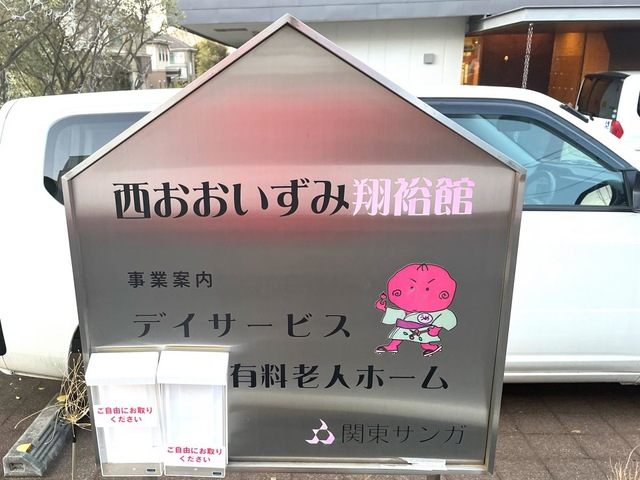 西おおいずみ翔裕館
事業案内
デイサービス
有料老人ホーム
関東サンガ
ご自由にお取り
ください
ご自由にお取り
ください